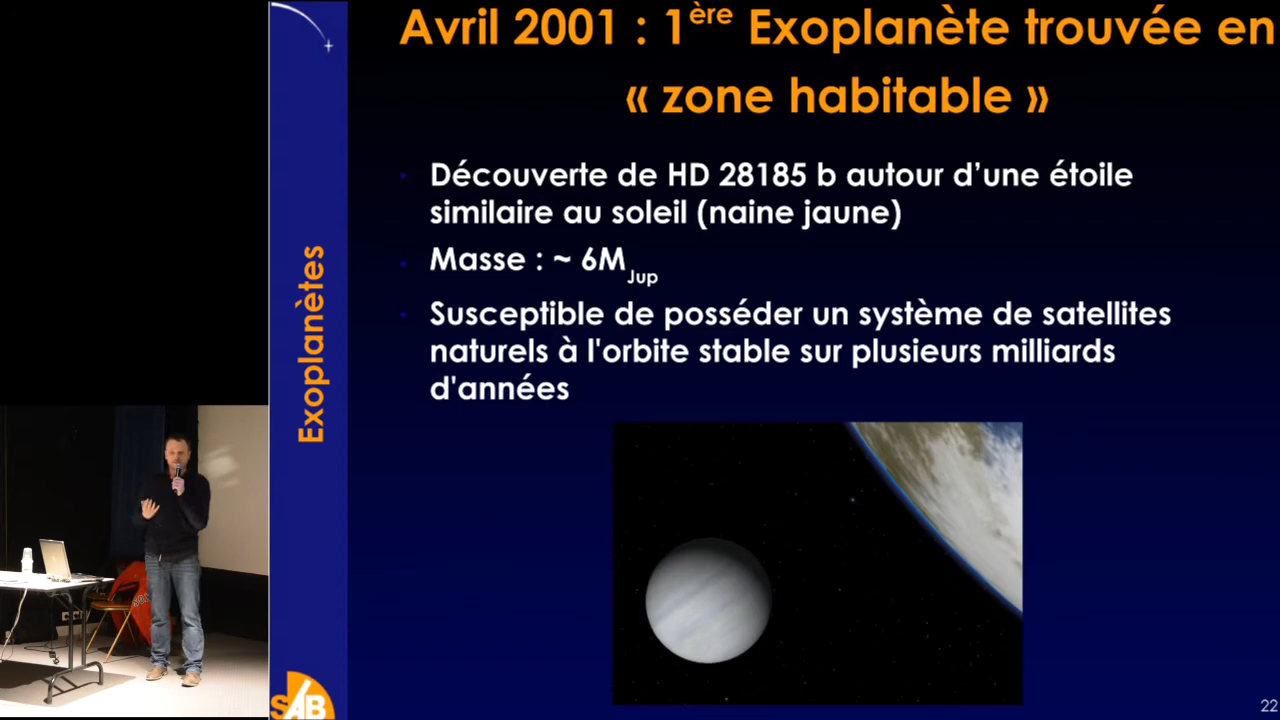 Avril 2001 : 1ère Exoplanète trouvée en
« zone habitable »
Découverte de HD 28185 b autour d’une étoile
similaire au soleil (naine jaune)
Masse : ~ 6MJup
Susceptible de posséder un système de satellites
naturels à l'orbite stable sur plusieurs milliards
d'années
Exoplanètes
SAB
22